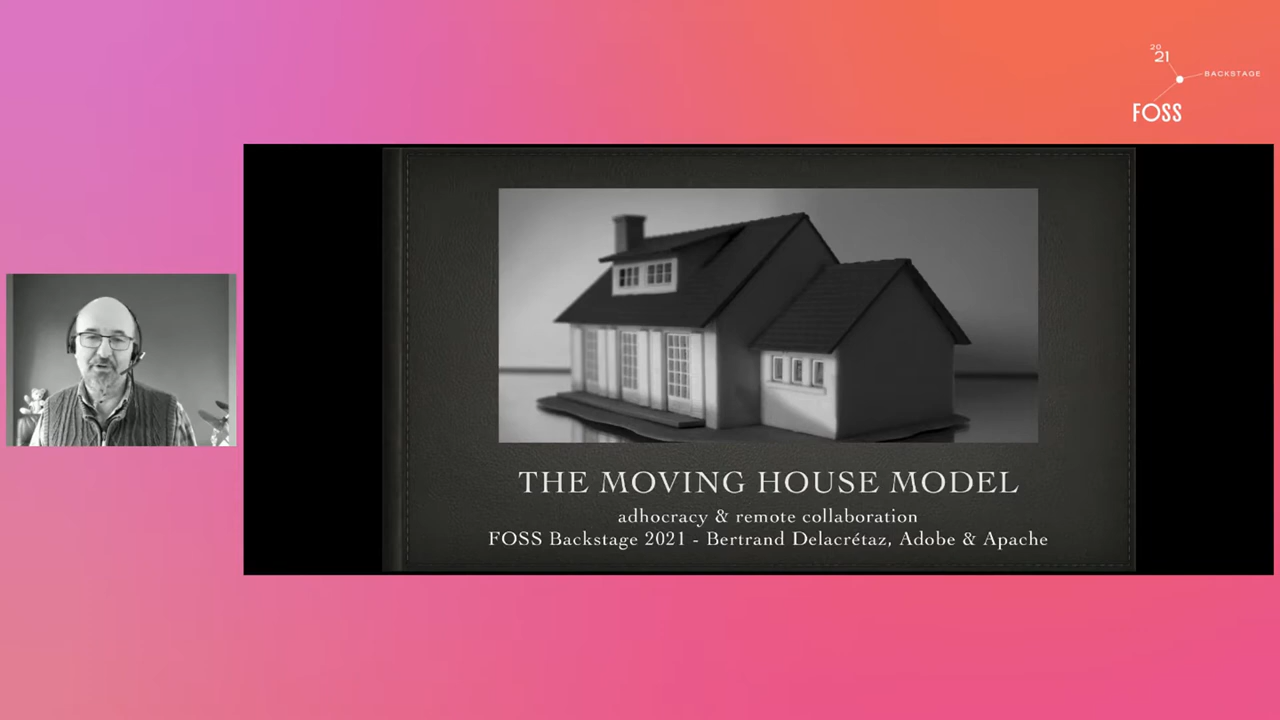 20
21
BACKSTAGE
FOSS
THE MOVING HOUSE MODEL
adhocracy & remote collaboration
FOSS Backstage 2021 - Bertrand Delacrétaz, Adobe & Apache